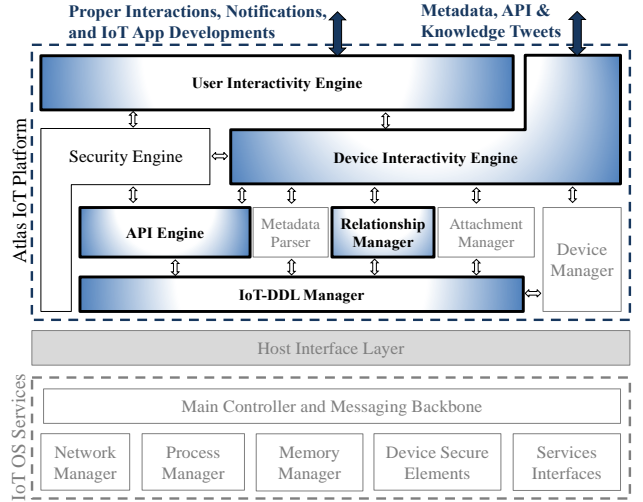 Proper Interactions, Notifications,
and IoT App Developments
Metadata, API &
Knowledge Tweets
Atlas IoT Platform
User Interactivity Engine
Security Engine
Device Interactivity Engine
API Engine
Metadata
Parser
Relationship
Manager
Attachment
Manager
Device
Manager
IoT-DDL Manager
Host Interface Layer
IoT OS Services
Main Controller and Messaging Backbone
Network
Manager
Process
Manager
Memory
Manager
Device Secure
Elements
Services
Interfaces